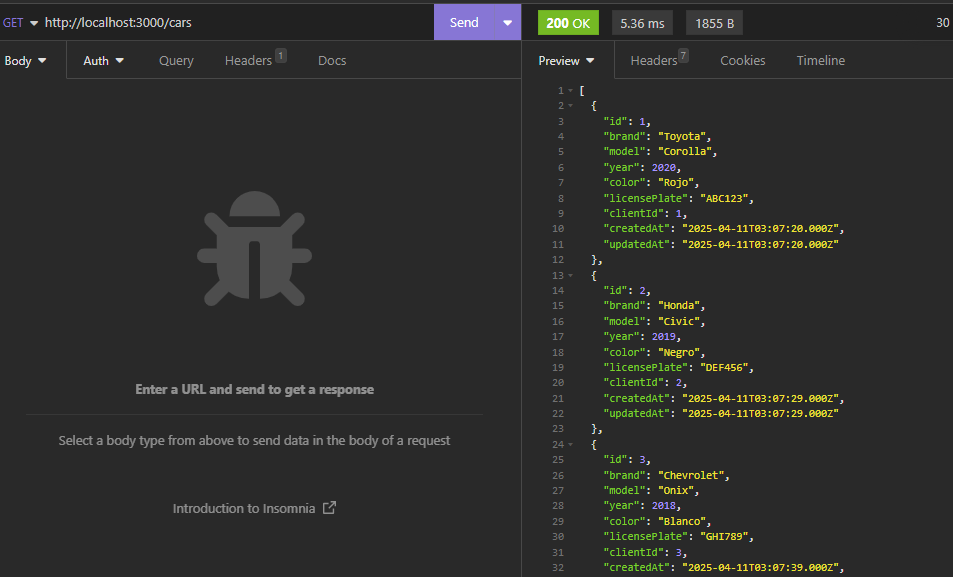 GET http://localhost:3000/cars Send 200 OK 5.36 ms 1855 B 30
Body Auth Query Headers 1 Docs
Preview Headers 7 Cookies Timeline
Enter a URL and send to get a response
Select a body type from above to send data in the body of a request
Introduction to Insomnia
1 [
2 {
3 "id": 1,
4 "brand": "Toyota",
5 "model": "Corolla",
6 "year": 2020,
7 "color": "Rojo",
8 "licensePlate": "ABC123",
9 "clientId": 1,
10 "createdAt": "2025-04-11T03:07:20.000Z",
11 "updatedAt": "2025-04-11T03:07:20.000Z"
12 },
13 {
14 "id": 2,
15 "brand": "Honda",
16 "model": "Civic",
17 "year": 2019,
18 "color": "Negro",
19 "licensePlate": "DEF456",
20 "clientId": 2,
21 "createdAt": "2025-04-11T03:07:29.000Z",
22 "updatedAt": "2025-04-11T03:07:29.000Z"
23 },
24 {
25 "id": 3,
26 "brand": "Chevrolet",
27 "model": "Onix",
28 "year": 2018,
29 "color": "Blanco",
30 "licensePlate": "GHI789",
31 "clientId": 3,
32 "createdAt": "2025-04-11T03:07:39.000Z",